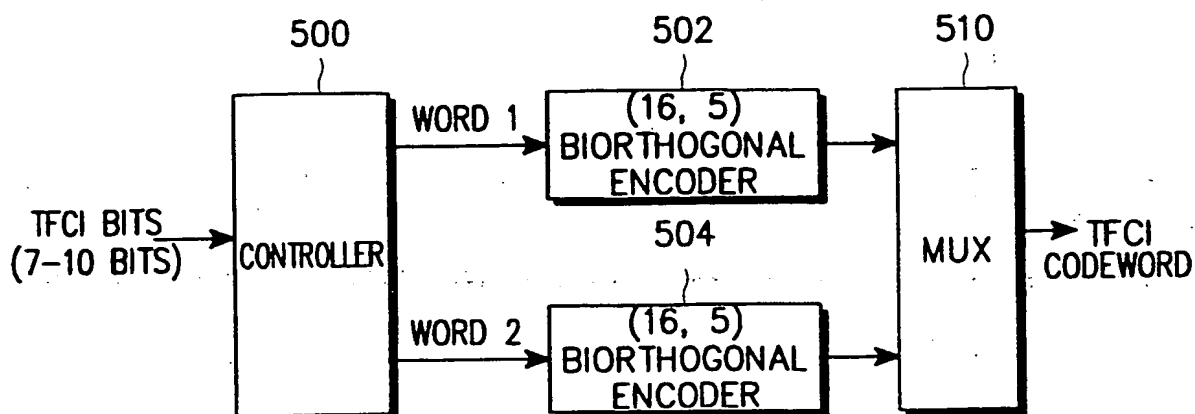 500
502
510
WORD 1
(16, 5)
BIORTHOGONAL
ENCODER
TFCI BITS
(7-10 BITS)
CONTROLLER
504
MUX
TFCI
CODEWORD
WORD 2
(16, 5)
BIORTHOGONAL
ENCODER